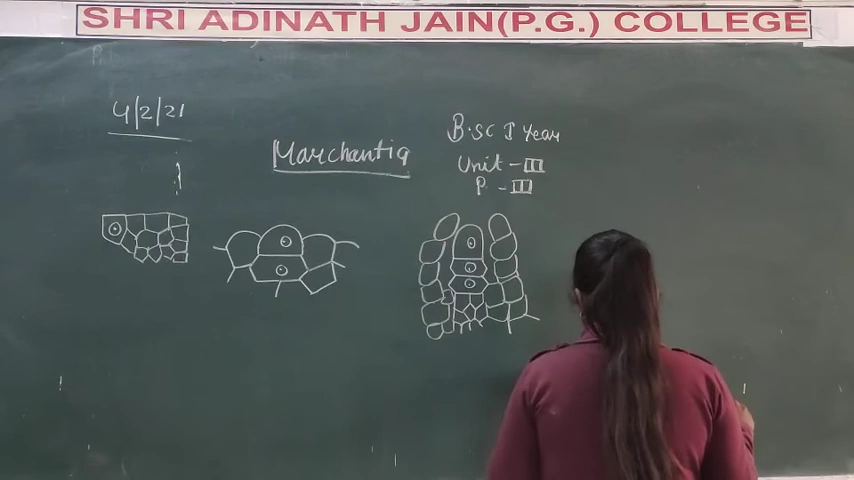 SHRI ADINATH JAIN(P.G.) COLLEGE
4/2/21
Marchantia
B.SC I Year
Unit - III
P - III